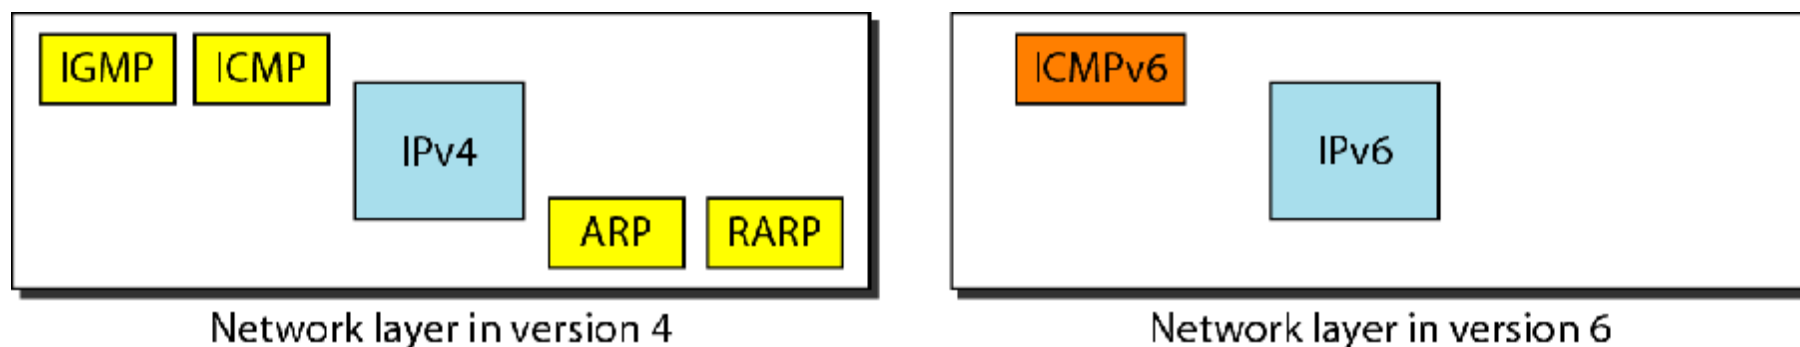 IGMP ICMP
IPv4
ARP RARP
Network layer in version 4
ICMPv6
IPv6
Network layer in version 6